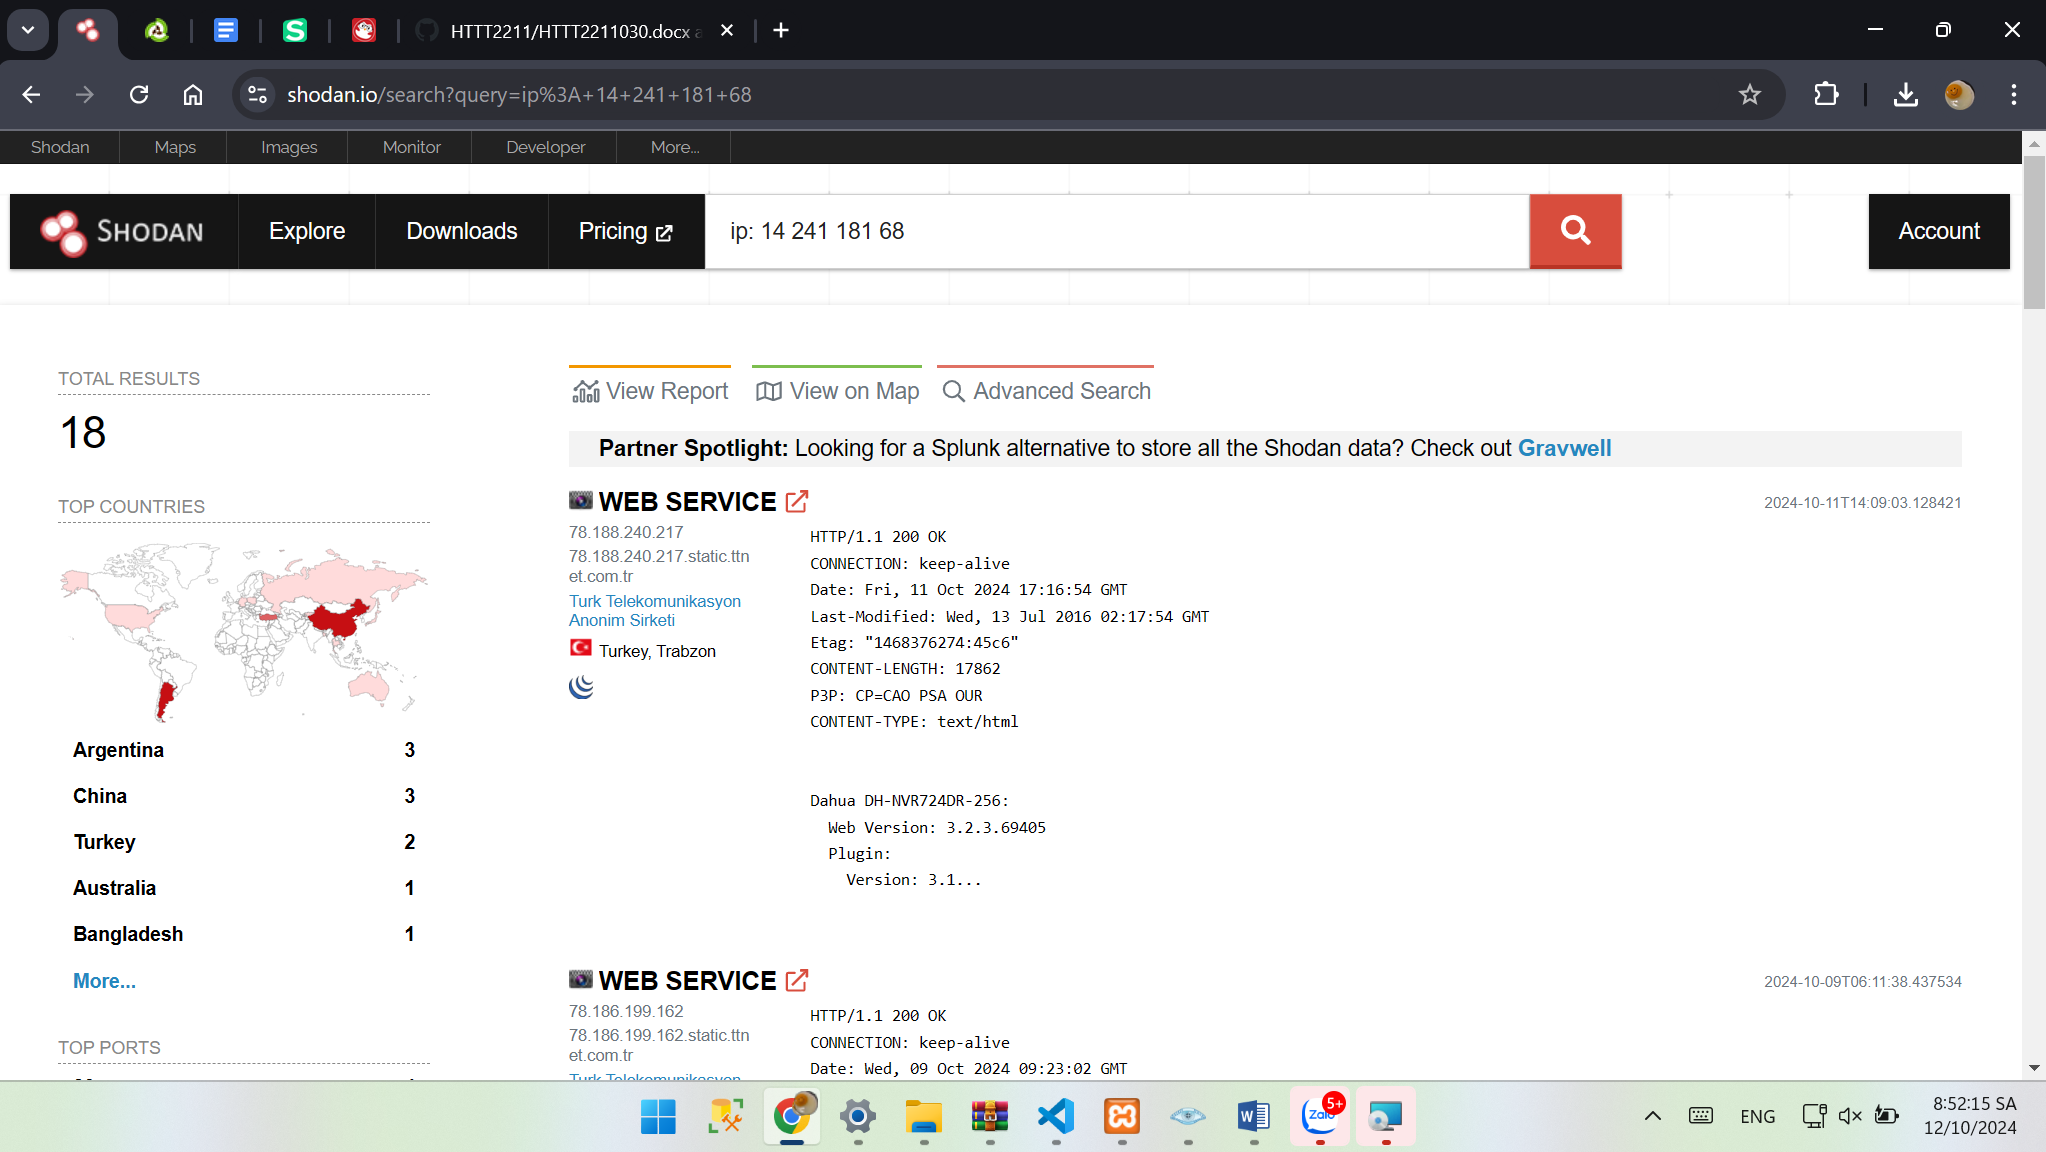 HTTT2211/HTTT2211030.docx a
shodan.io/search?query=ip%3A+14+241+181+68
Shodan
Maps
Images
Monitor
Developer
More...
SHODAN
Explore
Downloads
Pricing
ip: 14 241 181 68
Account
TOTAL RESULTS
18
TOP COUNTRIES
Argentina 3
China 3
Turkey 2
Australia 1
Bangladesh 1
More...
TOP PORTS
View Report
View on Map
Advanced Search
Partner Spotlight: Looking for a Splunk alternative to store all the Shodan data? Check out Gravwell
WEB SERVICE
2024-10-11T14:09:03.128421
78.188.240.217
78.188.240.217.static.ttn
et.com.tr
Turk Telekomunikasyon
Anonim Sirketi
Turkey, Trabzon
HTTP/1.1 200 OK
CONNECTION: keep-alive
Date: Fri, 11 Oct 2024 17:16:54 GMT
Last-Modified: Wed, 13 Jul 2016 02:17:54 GMT
Etag: "1468376274:45c6"
CONTENT-LENGTH: 17862
P3P: CP=CAO PSA OUR
CONTENT-TYPE: text/html
Dahua DH-NVR724DR-256:
Web Version: 3.2.3.69405
Plugin:
Version: 3.1...
WEB SERVICE
2024-10-09T06:11:38.437534
78.186.199.162
78.186.199.162.static.ttn
et.com.tr
Turk Telekomunikasyon
HTTP/1.1 200 OK
CONNECTION: keep-alive
Date: Wed, 09 Oct 2024 09:23:02 GMT
Zalo
5+
ENG
8:52:15 SA
12/10/2024